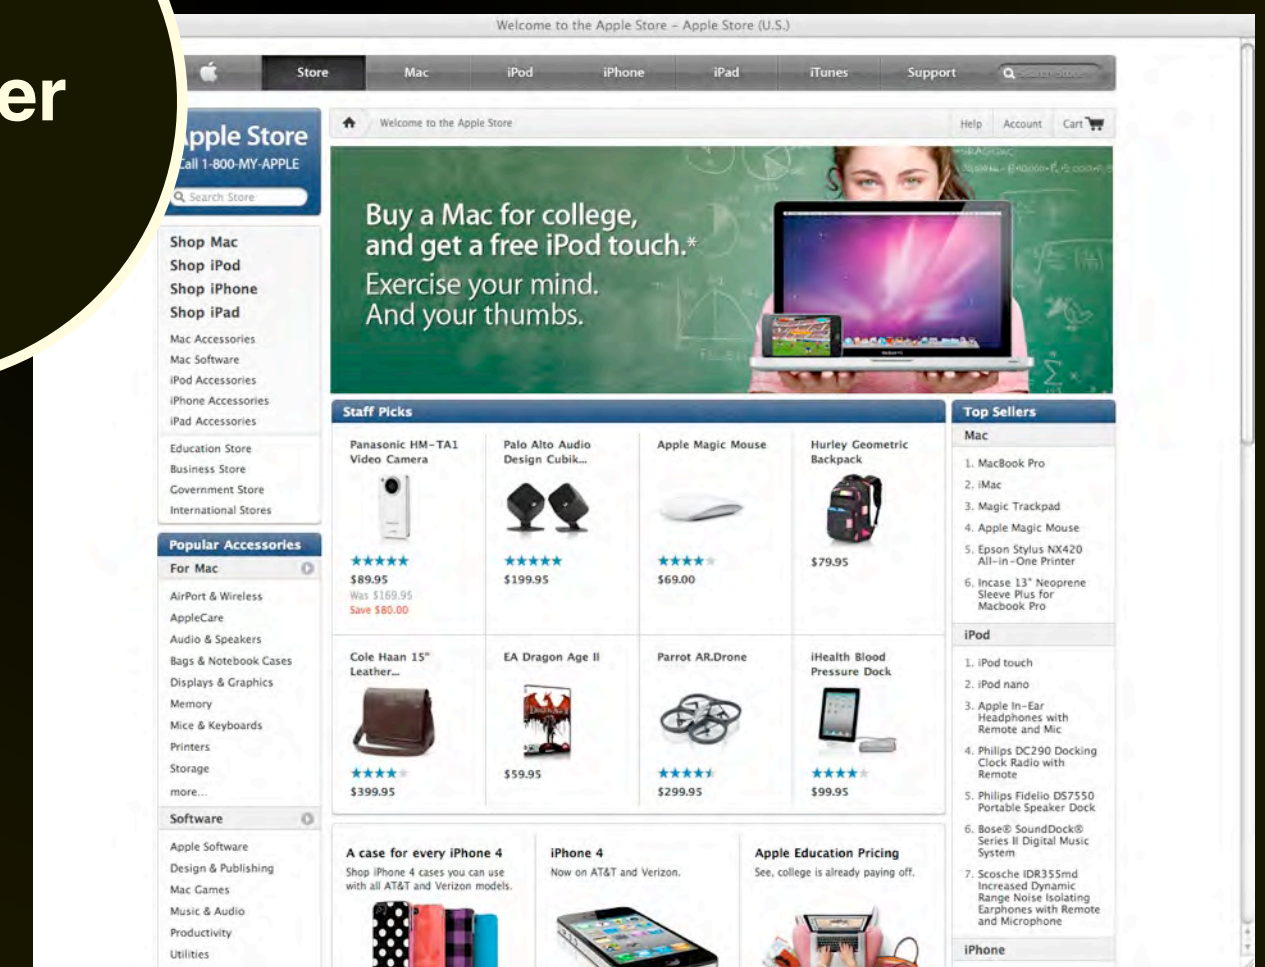 er
Welcome to the Apple Store – Apple Store (U.S.)
Store
Mac
iPod
iPhone
iPad
iTunes
Support
Search Store
pple Store
Call 1-800-MY-APPLE
Search Store
Shop Mac
Shop iPod
Shop iPhone
Shop iPad
Mac Accessories
Mac Software
iPod Accessories
iPhone Accessories
iPad Accessories
Education Store
Business Store
Government Store
International Stores
Popular Accessories
For Mac
AirPort & Wireless
AppleCare
Audio & Speakers
Bags & Notebook Cases
Displays & Graphics
Memory
Mice & Keyboards
Printers
Storage
more...
Software
Apple Software
Design & Publishing
Mac Games
Music & Audio
Productivity
Utilities
Welcome to the Apple Store
Help
Account
Cart
Buy a Mac for college,
and get a free iPod touch.*
Exercise your mind.
And your thumbs.
Staff Picks
Panasonic HM-TA1
Video Camera
$89.95
Was $169.95
Save $80.00
Palo Alto Audio
Design Cubik...
$199.95
Apple Magic Mouse
$69.00
Hurley Geometric
Backpack
$79.95
Cole Haan 15"
Leather...
$399.95
EA Dragon Age II
$59.95
Parrot AR.Drone
$299.95
iHealth Blood
Pressure Dock
$99.95
A case for every iPhone 4
Shop iPhone 4 cases you can use
with all AT&T and Verizon models.
iPhone 4
Now on AT&T and Verizon.
Apple Education Pricing
See, college is already paying off.
Top Sellers
Mac
1. MacBook Pro
2. iMac
3. Magic Trackpad
4. Apple Magic Mouse
5. Epson Stylus NX420
All-in-One Printer
6. Incase 13" Neoprene
Sleeve Plus for
Macbook Pro
iPod
1. iPod touch
2. iPod nano
3. Apple In-Ear
Headphones with
Remote and Mic
4. Philips DC290 Docking
Clock Radio with
Remote
5. Philips Fidelio DS7550
Portable Speaker Dock
6. Bose® SoundDock®
Series II Digital Music
System
7. Scosche IDR355md
Increased Dynamic
Range Noise Isolating
Earphones with Remote
and Microphone
iPhone